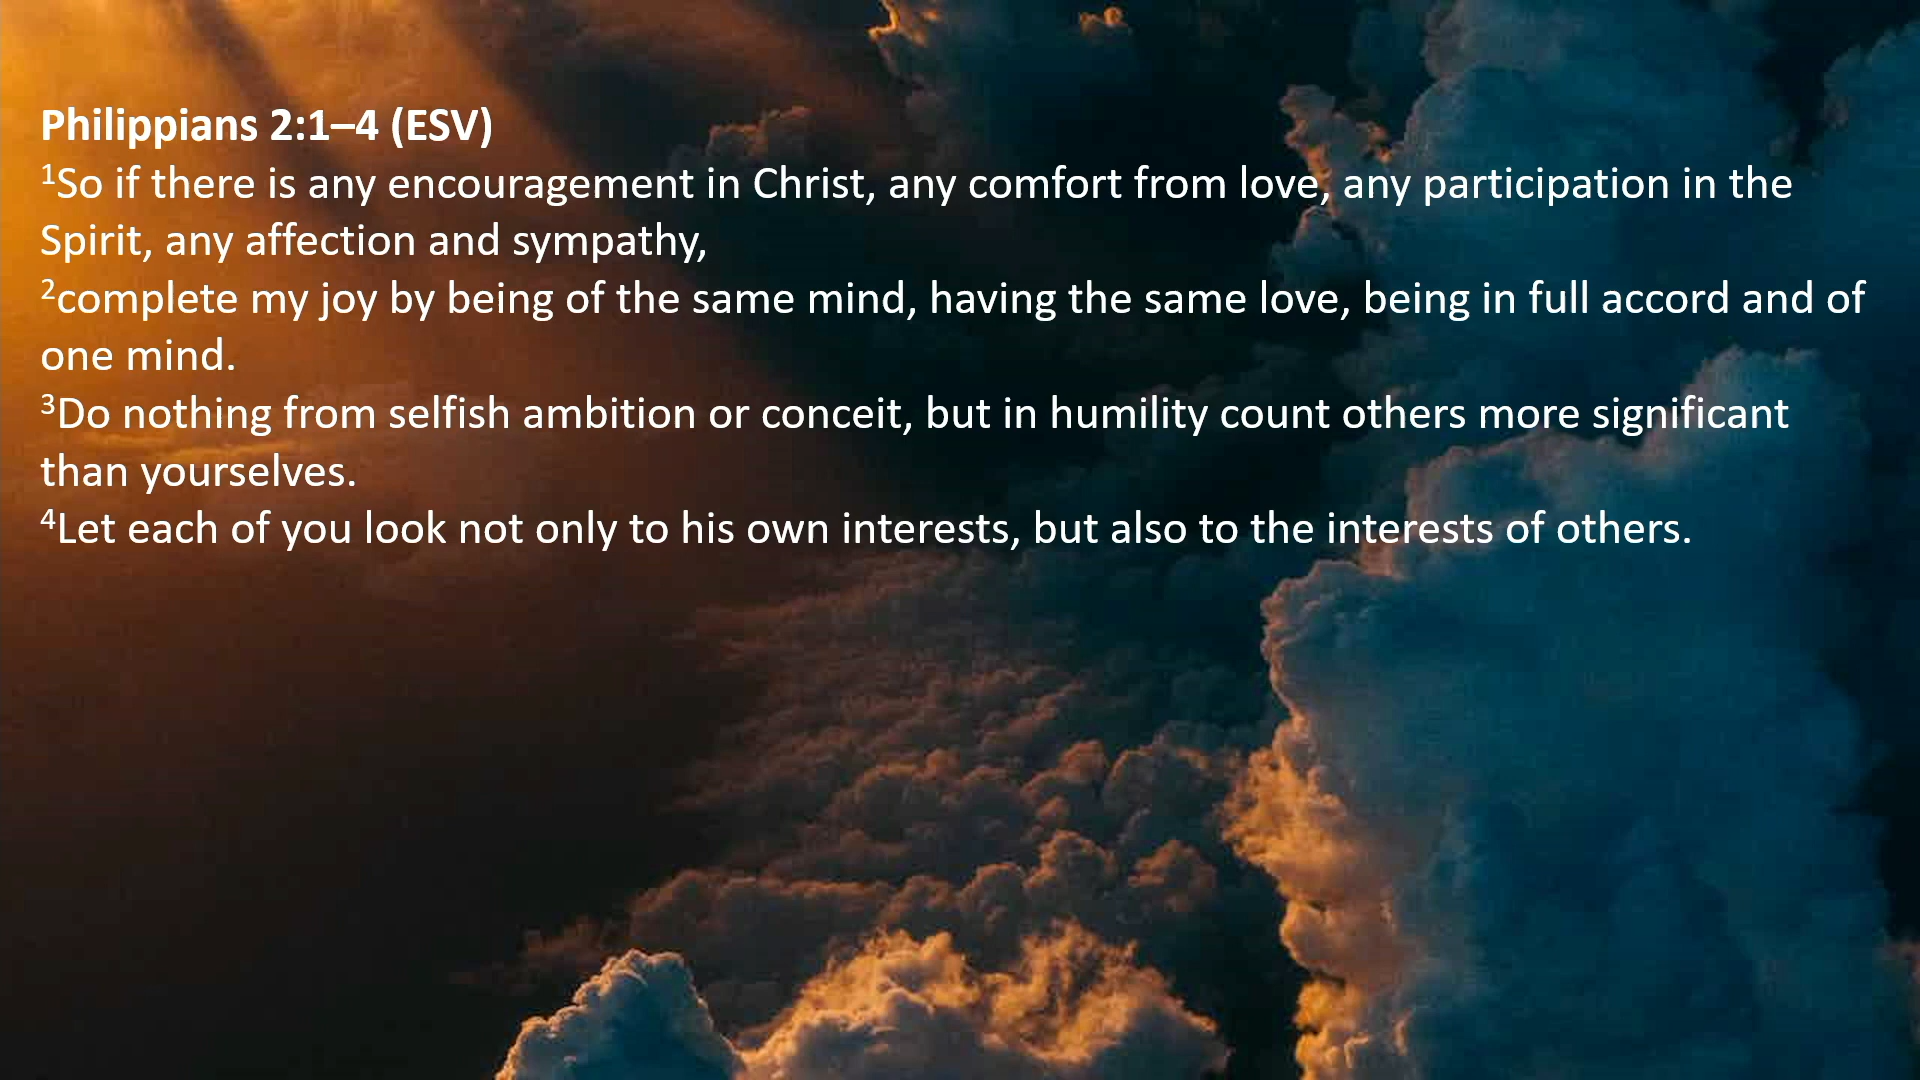 Philippians 2:1–4 (ESV)
¹So if there is any encouragement in Christ, any comfort from love, any participation in the
Spirit, any affection and sympathy,
²complete my joy by being of the same mind, having the same love, being in full accord and of
one mind.
³Do nothing from selfish ambition or conceit, but in humility count others more significant
than yourselves.
⁴Let each of you look not only to his own interests, but also to the interests of others.